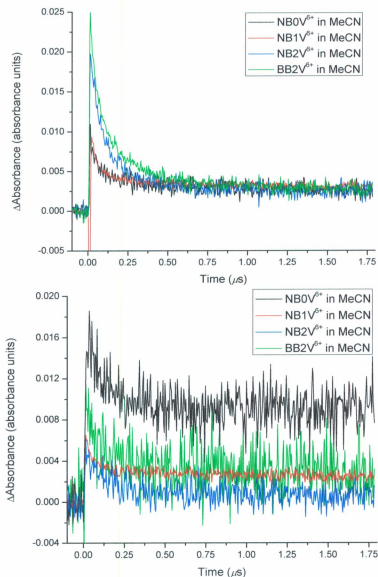 0.025
0.020
0.015
0.010
0.005
0.000
-0.005
ΔAbsorbance (absorbance units)
NB0V⁶⁺ in MeCN
NB1V⁶⁺ in MeCN
NB2V⁶⁺ in MeCN
BB2V⁶⁺ in MeCN
0.00 0.25 0.50 0.75 1.00 1.25 1.50 1.75
Time (μs)
0.020
0.016
0.012
0.008
0.004
0.000
-0.004
ΔAbsorbance (absorbance units)
NB0V⁶⁺ in MeCN
NB1V⁶⁺ in MeCN
NB2V⁶⁺ in MeCN
BB2V⁶⁺ in MeCN
0.00 0.25 0.50 0.75 1.00 1.25 1.50 1.75
Time (μs)